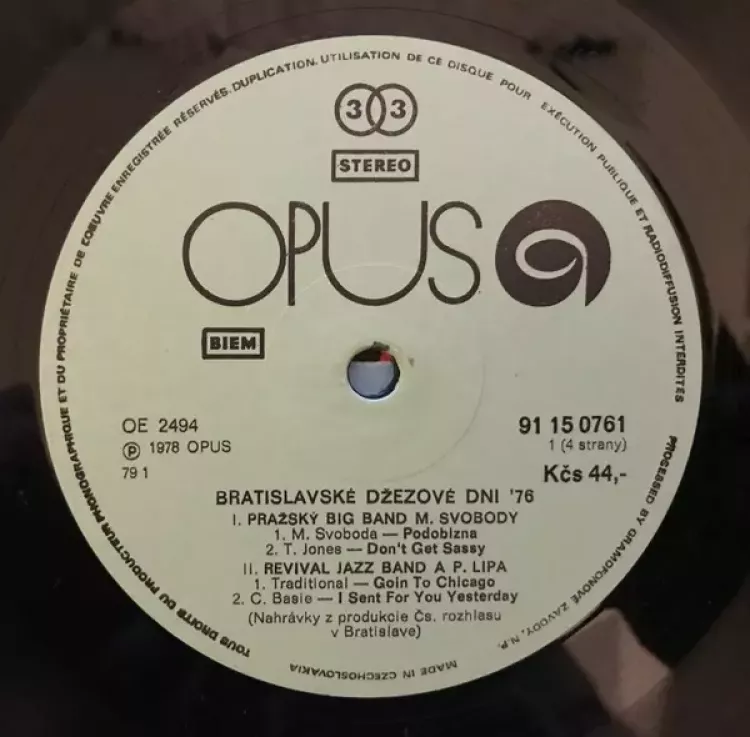 TOUS DROITS DU PRODUCTEUR PHONOGRAPHIQUE ET DU PROPRIÉTAIRE DE L'OEUVRE ENREGISTRÉE RÉSERVÉS. DUPLICATION. UTILISATION DE CE DISQUE POUR EXÉCUTION PUBLIQUE ET RADIODIFFUSION INTERDITES
33
STEREO
OPUS
BIEM
OE 2494
℗ 1978 OPUS
79 1
91 15 0761
1 (4 strany)
Kčs 44,-
BRATISLAVSKÉ DŽEZOVÉ DNI '76
I. PRAŽSKÝ BIG BAND M. SVOBODY
1. M. Svoboda — Podobizna
2. T. Jones — Don't Get Sassy
II. REVIVAL JAZZ BAND A P. LIPA
1. Traditional — Goin To Chicago
2. C. Basie — I Sent For You Yesterday
(Nahrávky z produkcie Čs. rozhlasu
v Bratislave)
PROCESSED BY GRAMOFONOVÉ ZÁVODY, N.P.
MADE IN CZECHOSLOVAKIA